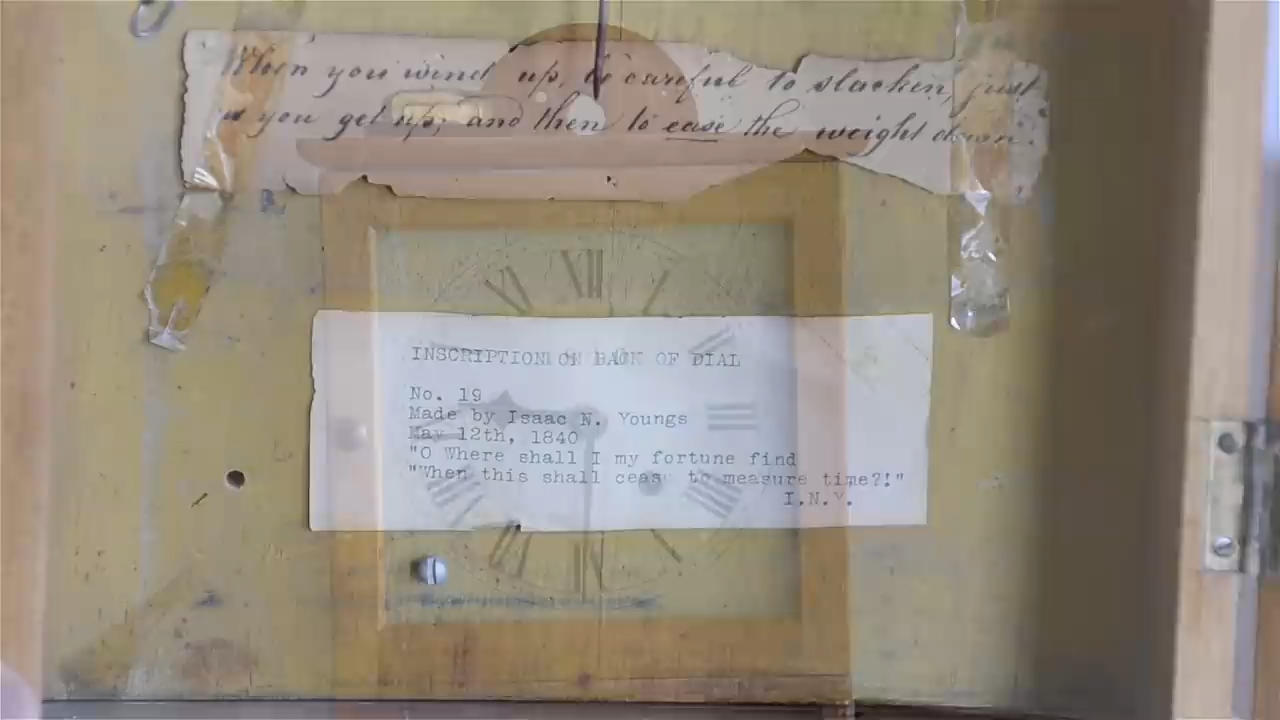 When you wind up, be careful to slacken, just
as you get up; and then to ease the weight down.
XII
INSCRIPTION ON BACK OF DIAL
No. 19
Made by Isaac N. Youngs
May 12th, 1840
"O Where shall I my fortune find
"When this shall cease to measure time?!"
I.N.Y.